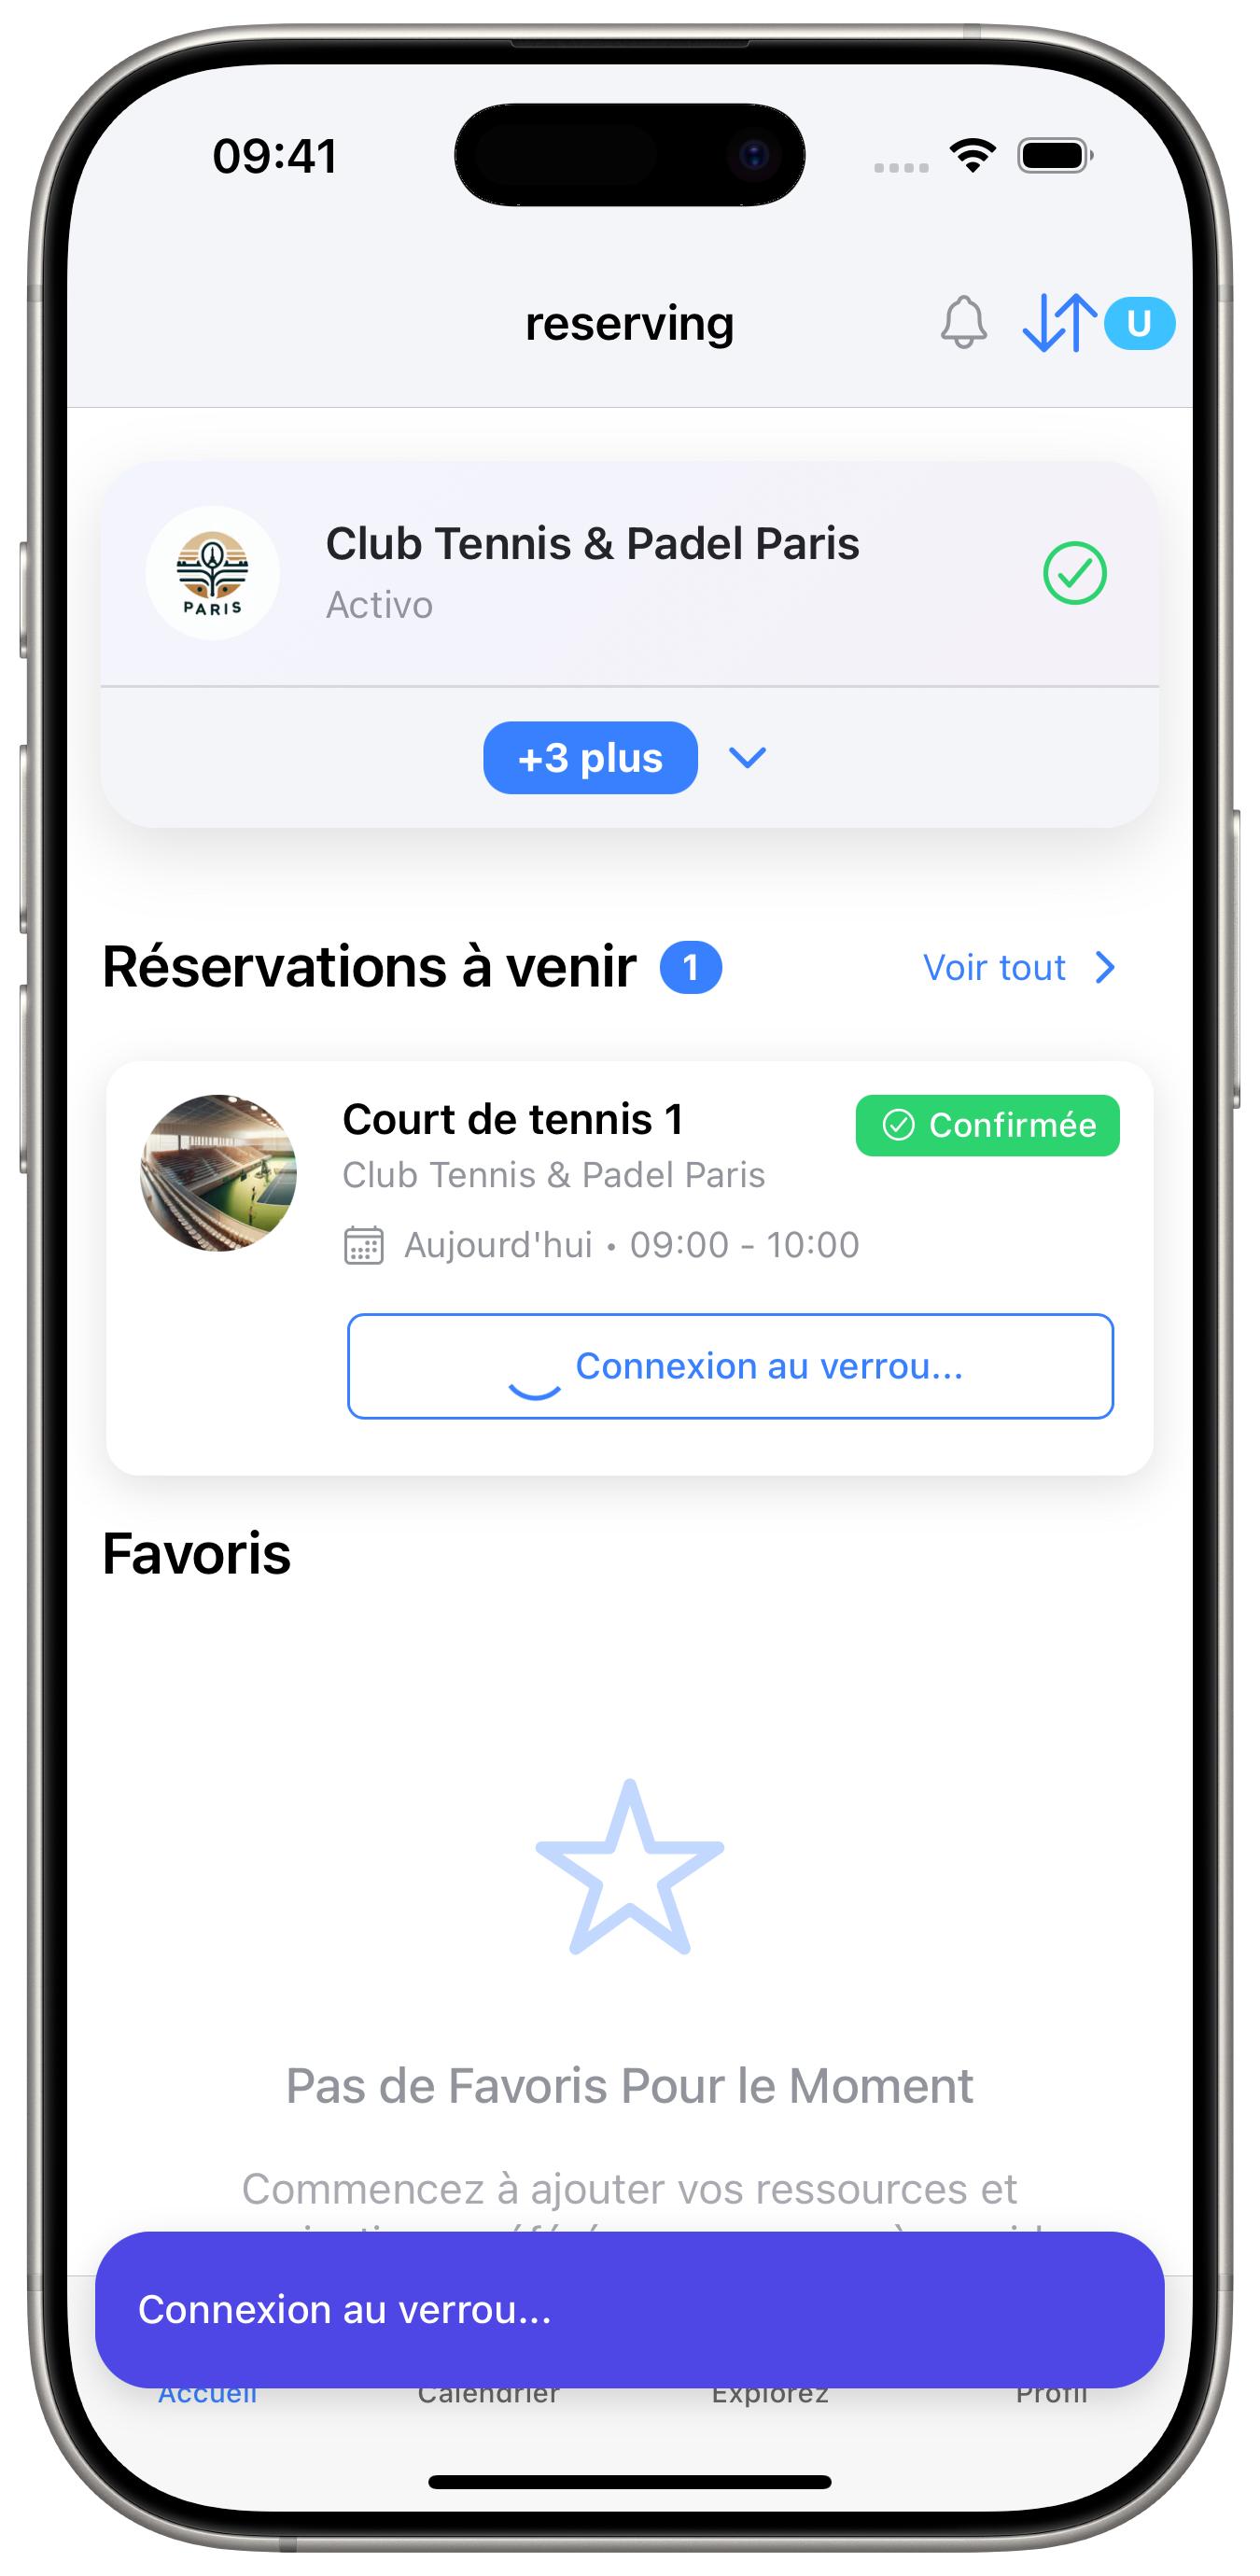 09:41
reserving
U
Club Tennis & Padel Paris
PARIS
Activo
+3 plus
Réservations à venir 1
Voir tout
Court de tennis 1
Confirmée
Club Tennis & Padel Paris
Aujourd'hui • 09:00 - 10:00
Connexion au verrou...
Favoris
Pas de Favoris Pour le Moment
Commencez à ajouter vos ressources et
Connexion au verrou...
Accueil Calendrier Explorez Profil